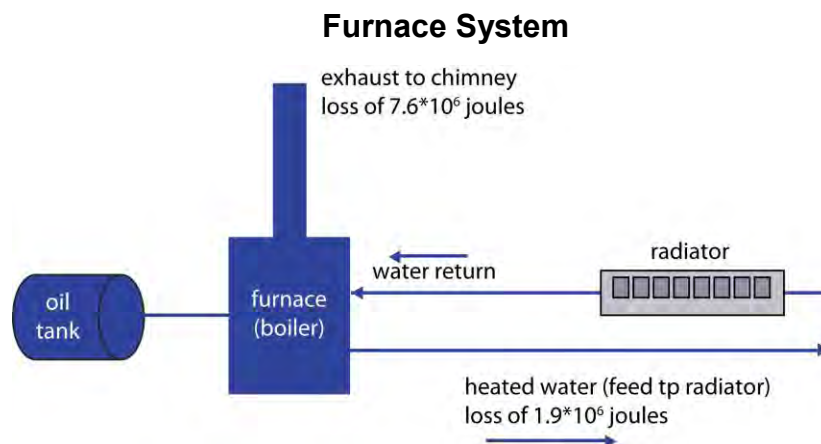 Furnace System
exhaust to chimney
loss of 7.6*10⁶ joules
water return
radiator
oil
tank
furnace
(boiler)
heated water (feed tp radiator)
loss of 1.9*10⁶ joules